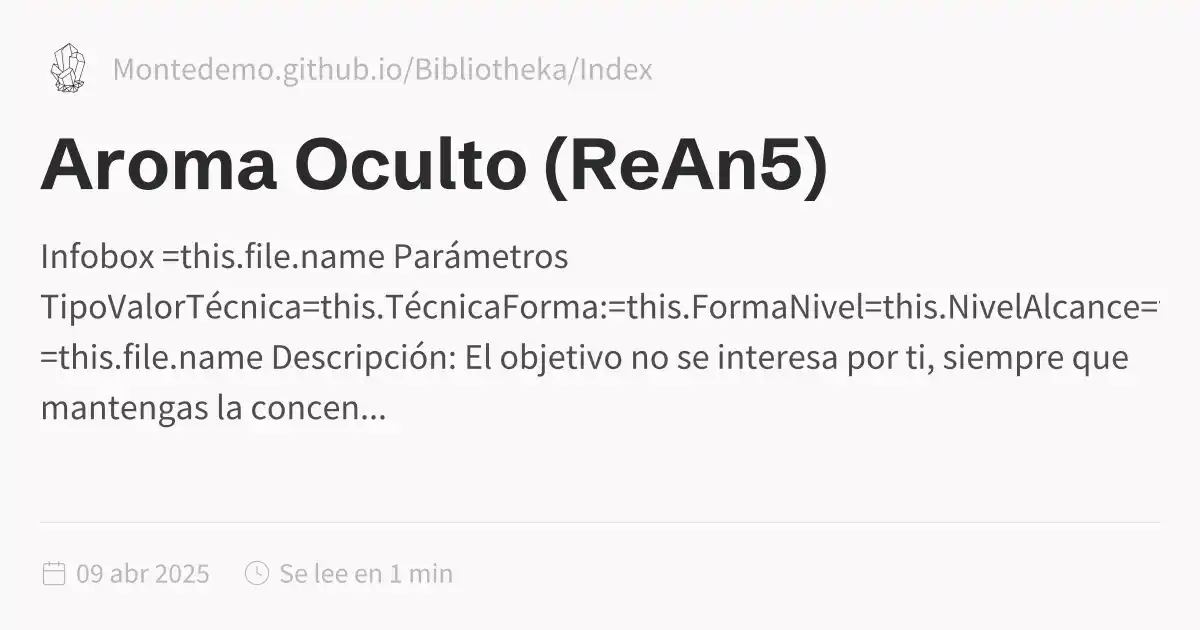 Montedemo.github.io/Bibliotheka/Index
Aroma Oculto (ReAn5)
Infobox =this.file.name Parámetros
TipoValorTécnica=this.TécnicaForma:=this.FormaNivel=this.NivelAlcance=
=this.file.name Descripción: El objetivo no se interesa por ti, siempre que
mantengas la concen...
09 abr 2025 Se lee en 1 min